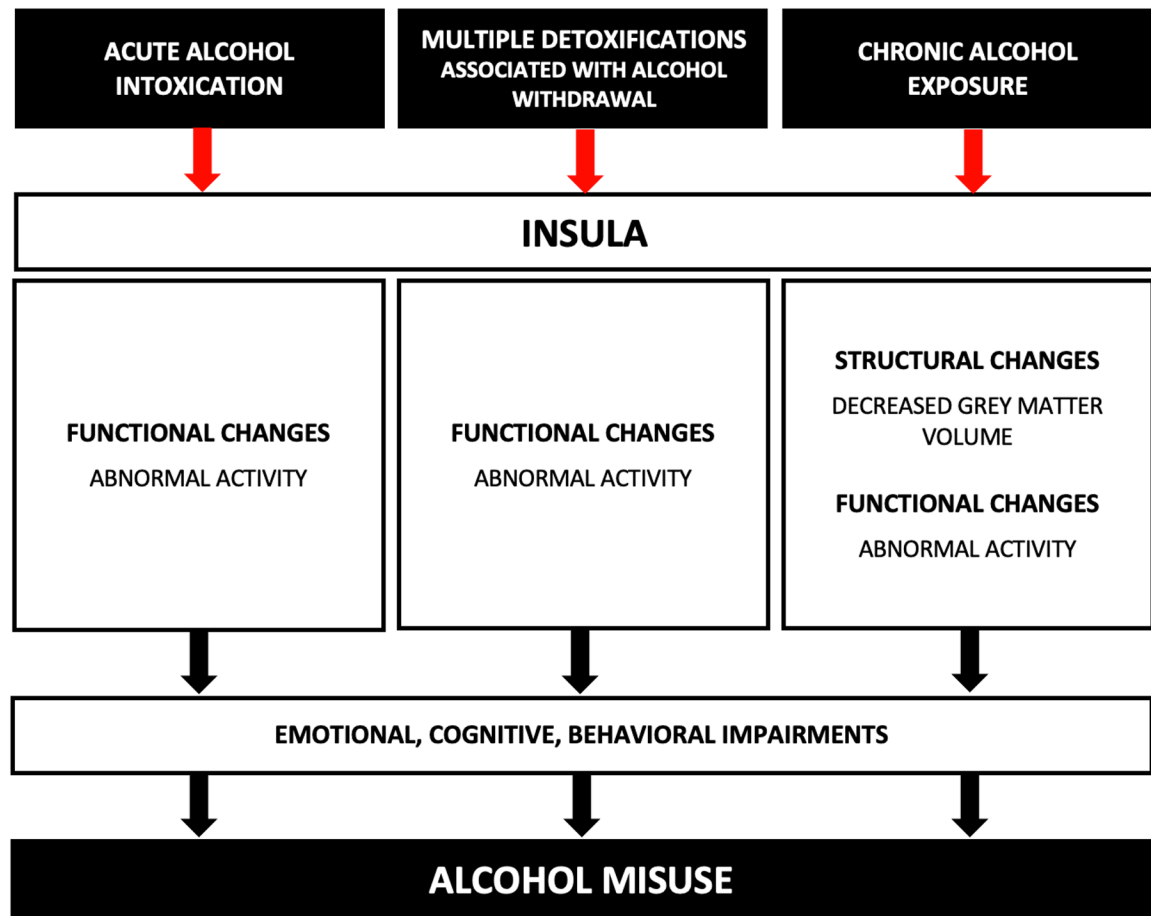 ACUTE ALCOHOL
INTOXICATION
MULTIPLE DETOXIFICATIONS
ASSOCIATED WITH ALCOHOL
WITHDRAWAL
CHRONIC ALCOHOL
EXPOSURE
INSULA
FUNCTIONAL CHANGES
ABNORMAL ACTIVITY
FUNCTIONAL CHANGES
ABNORMAL ACTIVITY
STRUCTURAL CHANGES
DECREASED GREY MATTER
VOLUME
FUNCTIONAL CHANGES
ABNORMAL ACTIVITY
EMOTIONAL, COGNITIVE, BEHAVIORAL IMPAIRMENTS
ALCOHOL MISUSE